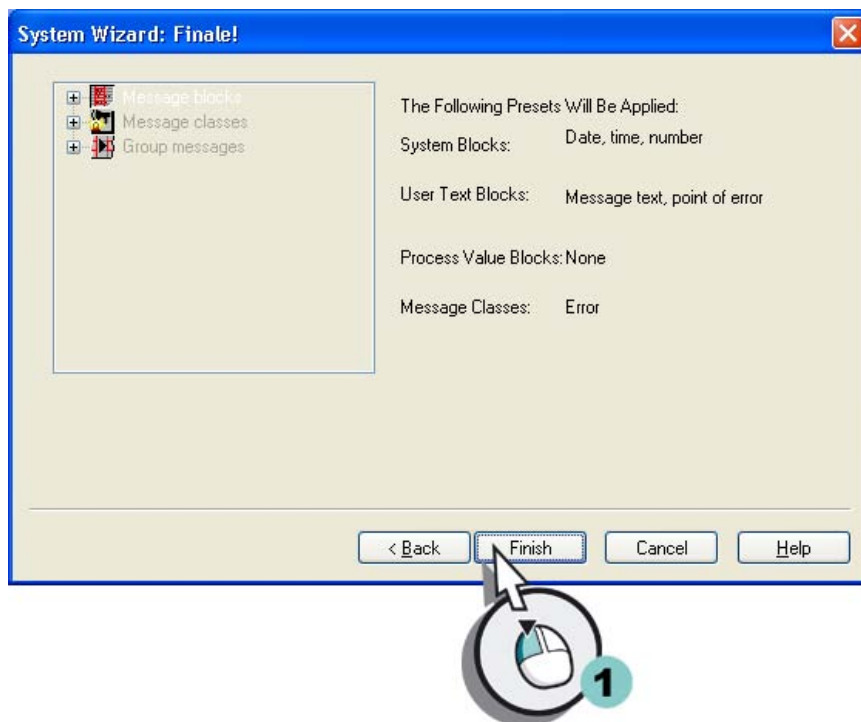 System Wizard: Finale!
Message blocks
Message classes
Group messages
The Following Presets Will Be Applied:
System Blocks: Date, time, number
User Text Blocks: Message text, point of error
Process Value Blocks: None
Message Classes: Error
< Back
Finish
Cancel
Help
1